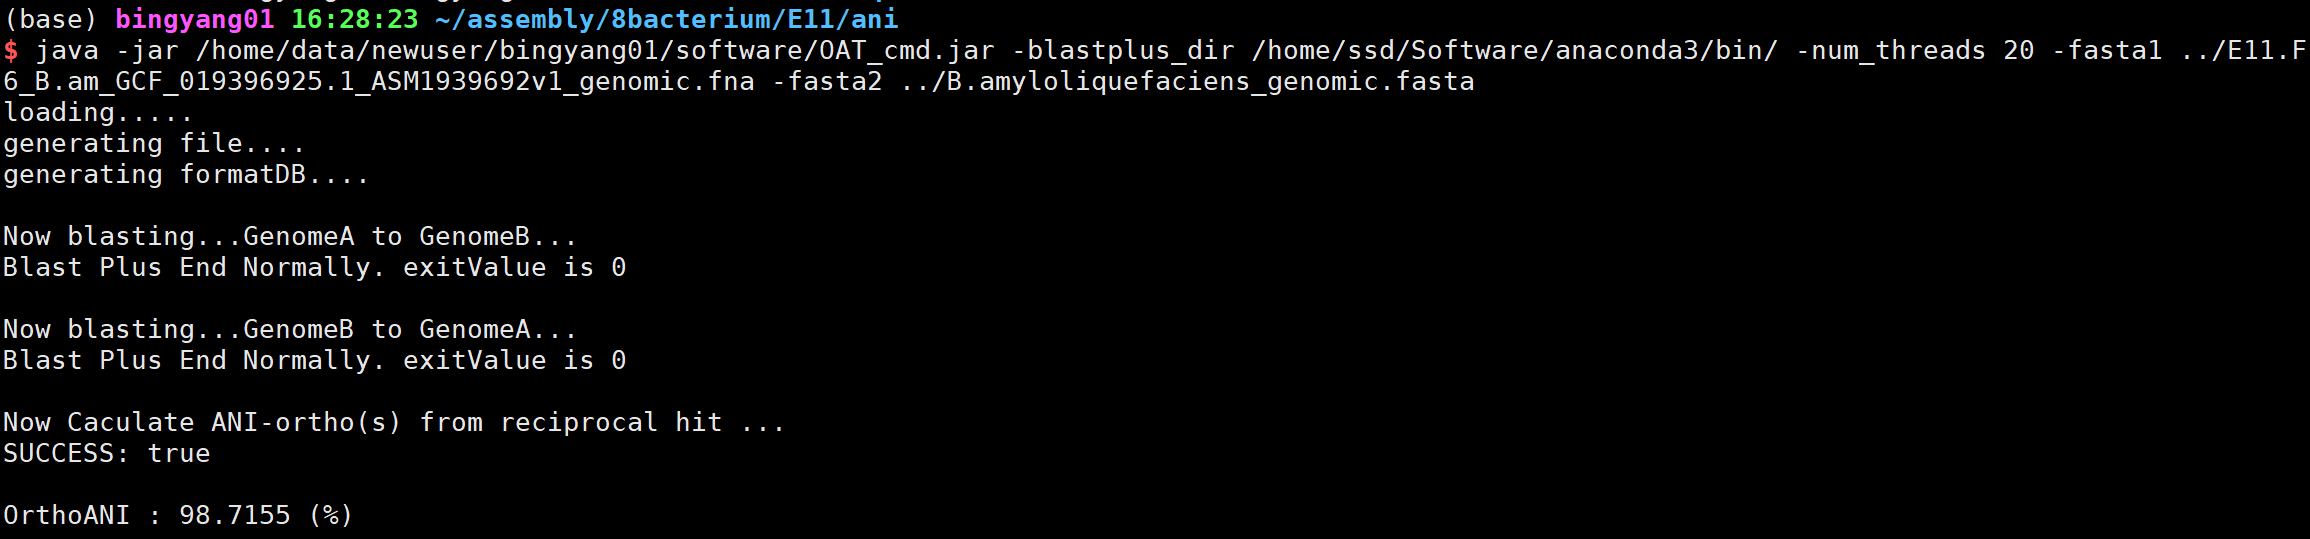 (base) bingyang01 16:28:23 ~/assembly/8bacterium/E11/ani
$ java -jar /home/data/newuser/bingyang01/software/OAT_cmd.jar -blastplus_dir /home/ssd/Software/anaconda3/bin/ -num_threads 20 -fasta1 ../E11.F
6_B.am_GCF_019396925.1_ASM1939692v1_genomic.fna -fasta2 ../B.amyloliquefaciens_genomic.fasta
loading.....
generating file....
generating formatDB....
Now blasting...GenomeA to GenomeB...
Blast Plus End Normally. exitValue is 0
Now blasting...GenomeB to GenomeA...
Blast Plus End Normally. exitValue is 0
Now Caculate ANI-ortho(s) from reciprocal hit ...
SUCCESS: true
OrthoANI : 98.7155 (%)